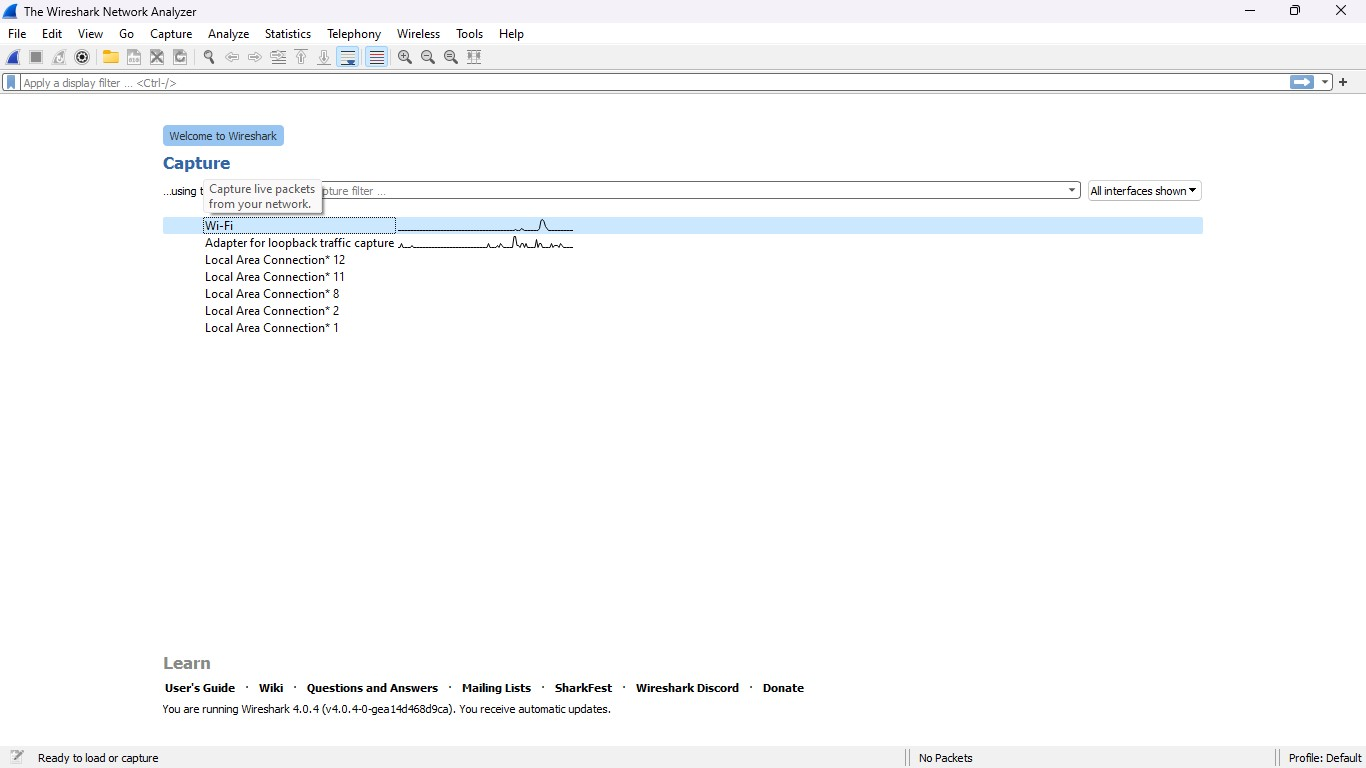 The Wireshark Network Analyzer
File Edit View Go Capture Analyze Statistics Telephony Wireless Tools Help
Apply a display filter ... <Ctrl-/>
Welcome to Wireshark
Capture
...using
Capture live packets
from your network.
filter ...
All interfaces shown
Wi-Fi
Adapter for loopback traffic capture
Local Area Connection* 12
Local Area Connection* 11
Local Area Connection* 8
Local Area Connection* 2
Local Area Connection* 1
Learn
User's Guide · Wiki · Questions and Answers · Mailing Lists · SharkFest · Wireshark Discord · Donate
You are running Wireshark 4.0.4 (v4.0.4-0-gea14d468d9ca). You receive automatic updates.
Ready to load or capture
No Packets
Profile: Default